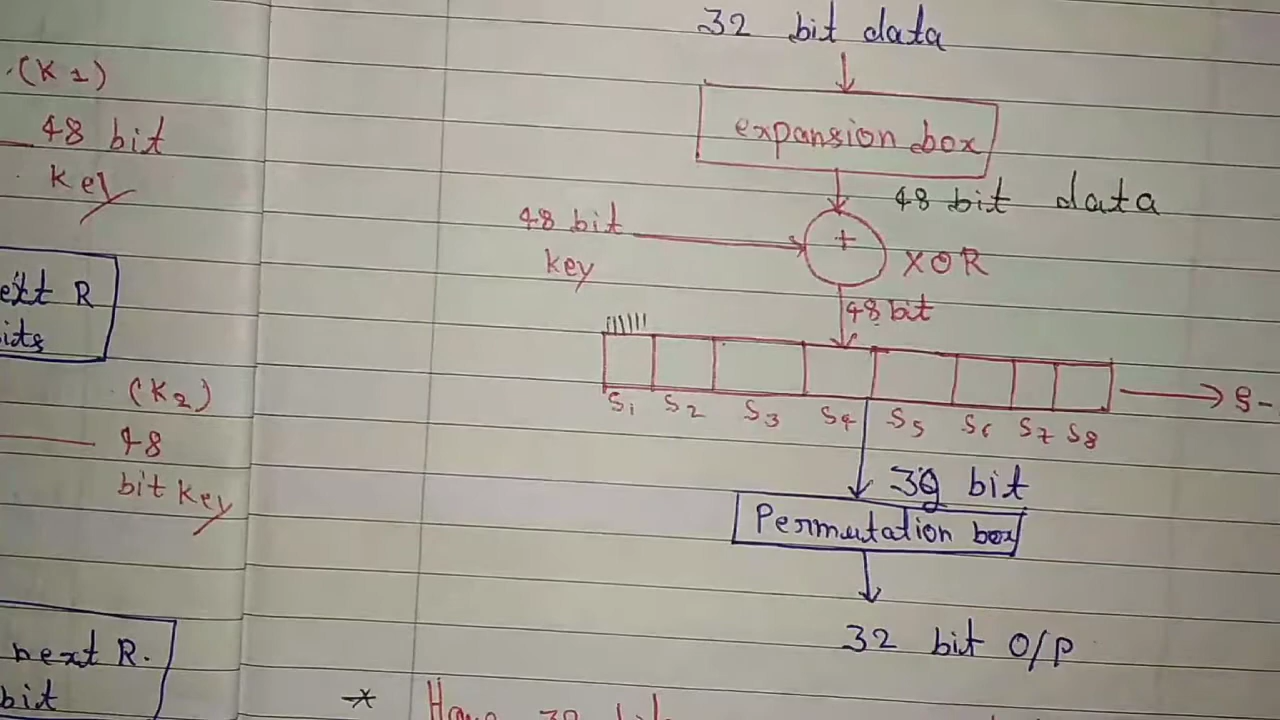 (K1)
48 bit
key
ext R
its
(K2)
48
bit key
next R.
bit
32 bit data
expansion box
48 bit data
48 bit
key
+
XOR
48 bit
S1 S2 S3 S4 S5 S6 S7 S8
S-
bit
Permutation box
32 bit O/P
*